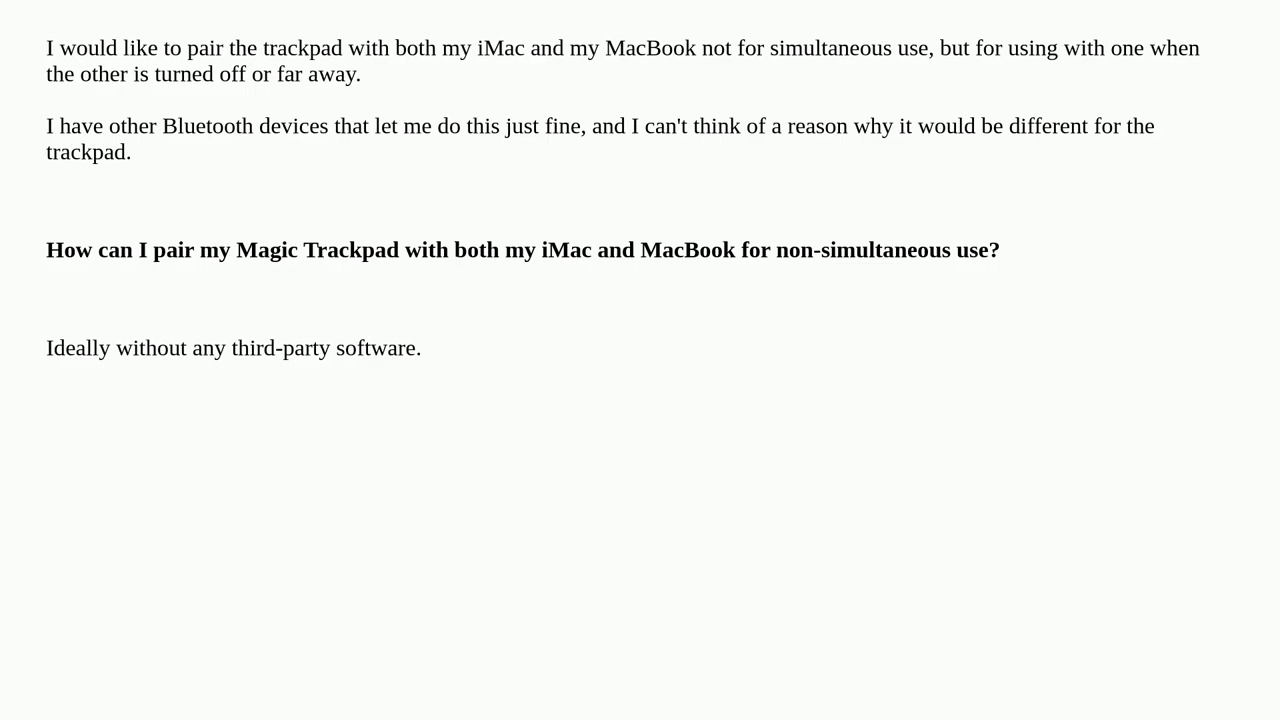 I would like to pair the trackpad with both my iMac and my MacBook not for simultaneous use, but for using with one when
the other is turned off or far away.
I have other Bluetooth devices that let me do this just fine, and I can't think of a reason why it would be different for the
trackpad.
How can I pair my Magic Trackpad with both my iMac and MacBook for non-simultaneous use?
Ideally without any third-party software.